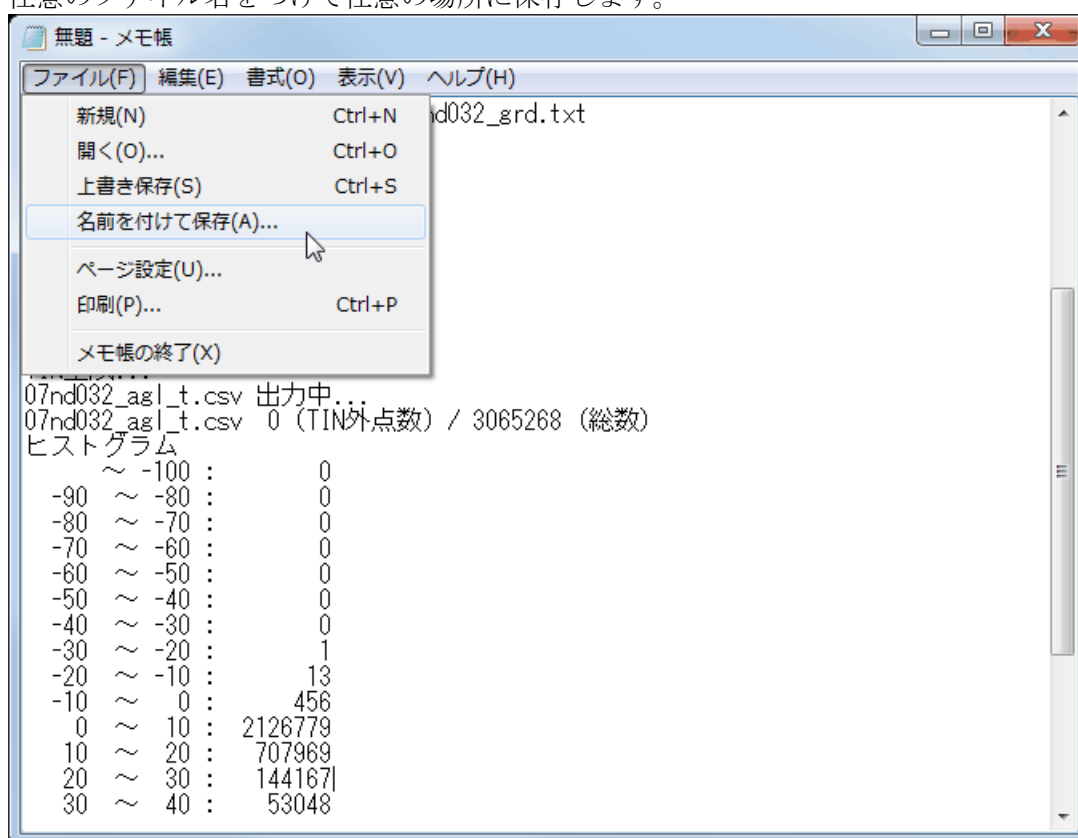 任意のファイル名をつけて任意の場所に保存します。
無題 - メモ帳
ファイル(F) 編集(E) 書式(O) 表示(V) ヘルプ(H)
新規(N) Ctrl+N
開く(O)... Ctrl+O
上書き保存(S) Ctrl+S
名前を付けて保存(A)...
ページ設定(U)...
印刷(P)... Ctrl+P
メモ帳の終了(X)
nd032_grd.txt
07nd032_agl_t.csv 出力中...
07nd032_agl_t.csv 0 (TIN外点数) / 3065268 (総数)
ヒストグラム
～ -100 : 0
-90 ～ -80 : 0
-80 ～ -70 : 0
-70 ～ -60 : 0
-60 ～ -50 : 0
-50 ～ -40 : 0
-40 ～ -30 : 0
-30 ～ -20 : 1
-20 ～ -10 : 13
-10 ～ 0 : 456
0 ～ 10 : 2126779
10 ～ 20 : 707969
20 ～ 30 : 144167
30 ～ 40 : 53048